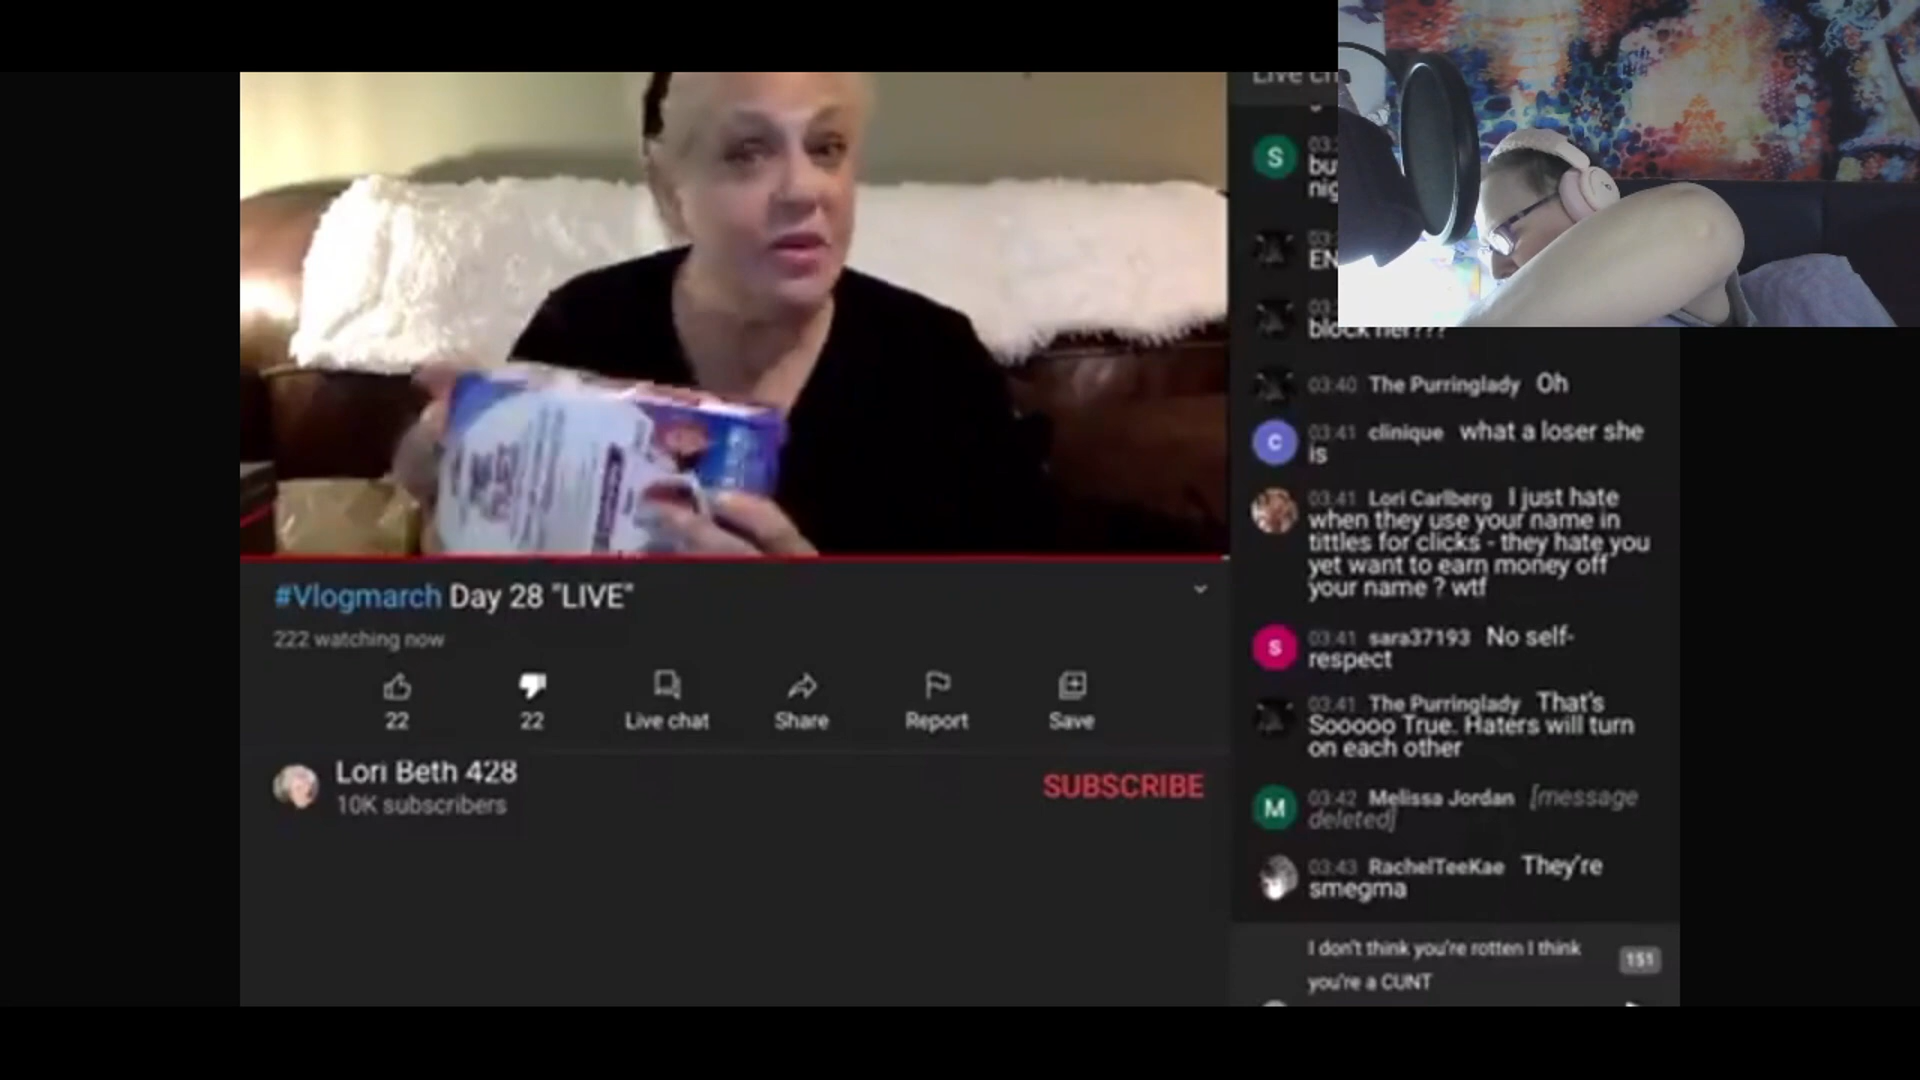 #Vlogmarch Day 28 "LIVE"
222 watching now
22
22
Live chat
Share
Report
Save
Lori Beth 428
10K subscribers
SUBSCRIBE
Live
block her???
03:40 The Purringlady Oh
03:41 clinique what a loser she
is
03:41 Lori Carlberg I just hate
when they use your name in
tittles for clicks - they hate you
yet want to earn money off
your name ? wtf
03:41 sara37193 No self-
respect
03:41 The Purringlady That's
Sooooo True. Haters will turn
on each other
03:42 Melissa Jordan [message
deleted]
03:43 RachelTeeKae They're
smegma
I don't think you're rotten I think
you're a CUNT
151